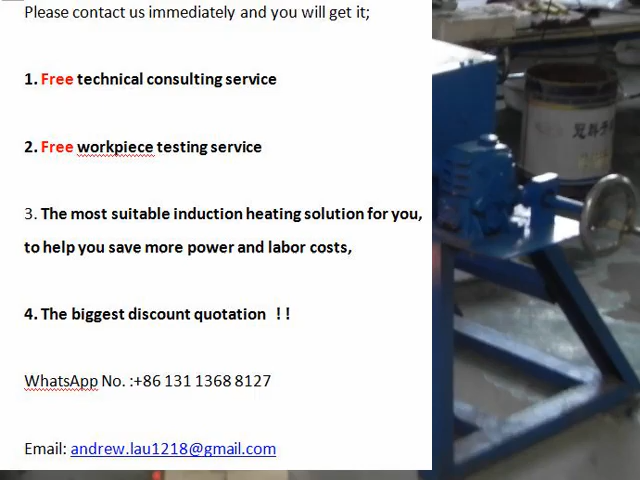 Please contact us immediately and you will get it;
1. Free technical consulting service
2. Free workpiece testing service
3. The most suitable induction heating solution for you,
to help you save more power and labor costs,
4. The biggest discount quotation !!
WhatsApp No. :+86 131 1368 8127
Email: andrew.lau1218@gmail.com